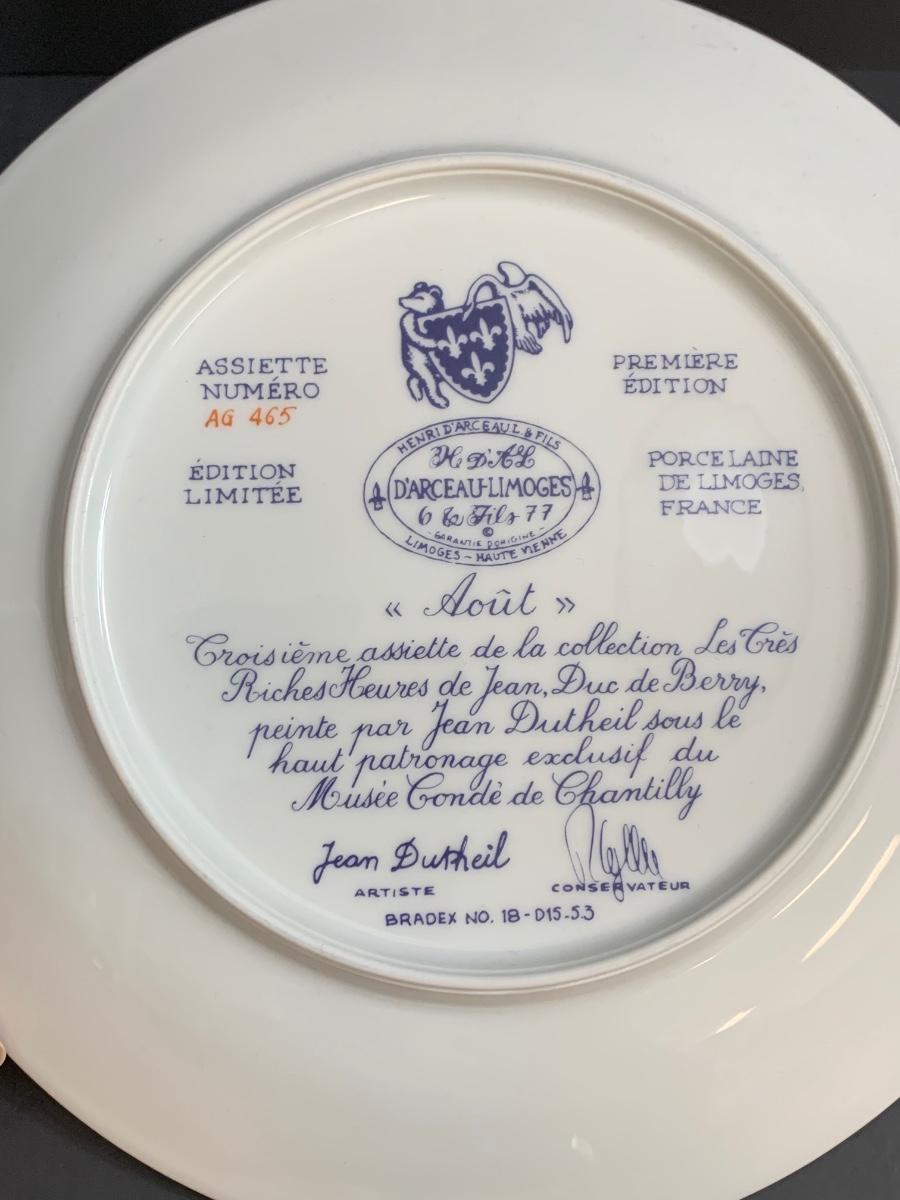 ASSIETTE
NUMÉRO
AG 465
PREMIÈRE
ÉDITION
ÉDITION
LIMITÉE
HENRI D'ARCEAU L. & FILS
H D'AL
D'ARCEAU-LIMOGES
6 & Fils 77
©
GARANTIE D'ORIGINE
LIMOGES - HAUTE VIENNE
PORCELAINE
DE LIMOGES,
FRANCE
« Août »
Troisième assiette de la collection Les Très
Riches Heures de Jean, Duc de Berry,
peinte par Jean Dutheil sous le
haut patronage exclusif du
Musée Condé de Chantilly
Jean Dutheil
ARTISTE
CONSERVATEUR
BRADEX NO. 18-D15-5.3